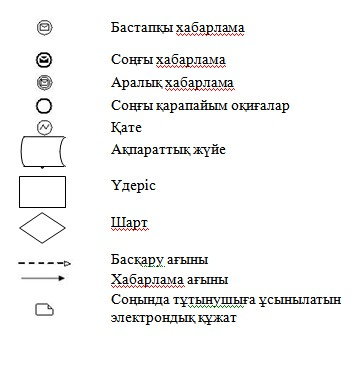 Бастапқы хабарлама
Соңғы хабарлама
Аралық хабарлама
Соңғы қарапайым оқиғалар
Қате
Ақпараттық жүйе
Үдеріс
Шарт
Басқару ағыны
Хабарлама ағыны
Соңында тұтынушыға ұсынылатын
электрондық құжат